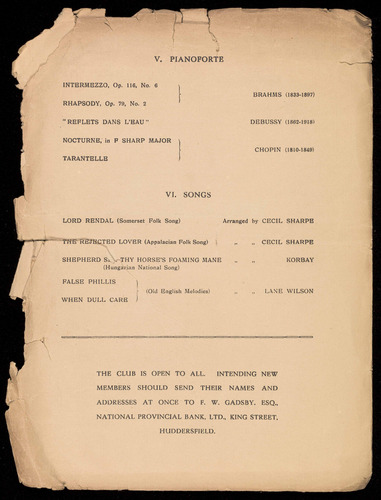 V. PIANOFORTE
INTERMEZZO, Op. 116, No. 6
RHAPSODY, Op. 79, No. 2
BRAHMS (1833-1897)
"REFLETS DANS L'EAU" DEBUSSY (1862-1918)
NOCTURNE, in F SHARP MAJOR
TARANTELLE
CHOPIN (1810-1849)
VI. SONGS
LORD RENDAL (Somerset Folk Song) Arranged by CECIL SHARPE
THE REJECTED LOVER (Appalacian Folk Song) " " CECIL SHARPE
SHEPHERD THY HORSE'S FOAMING MANE " " KORBAY
(Hungarian National Song)
FALSE PHILLIS
WHEN DULL CARE
(Old English Melodies) " " LANE WILSON
THE CLUB IS OPEN TO ALL. INTENDING NEW
MEMBERS SHOULD SEND THEIR NAMES AND
ADDRESSES AT ONCE TO F. W. GADSBY, ESQ.,
NATIONAL PROVINCIAL BANK, LTD., KING STREET,
HUDDERSFIELD.